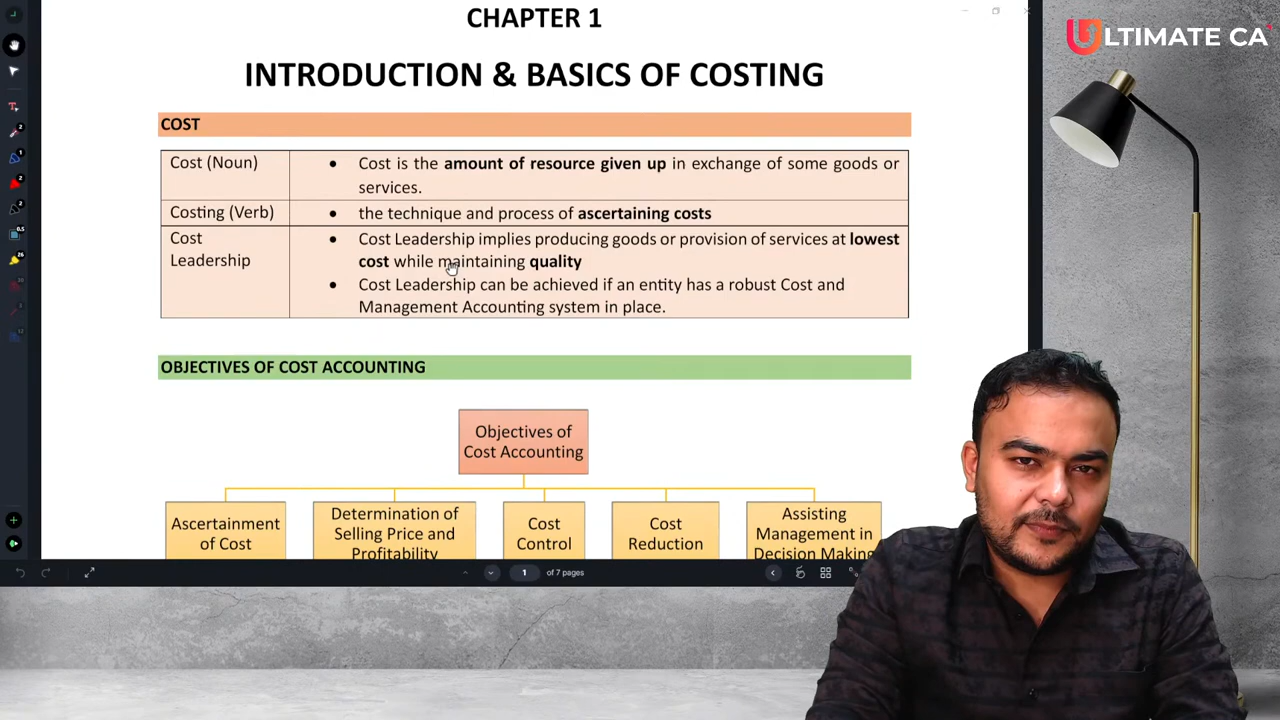 CHAPTER 1
ULTIMATE CA
INTRODUCTION & BASICS OF COSTING
COST
Cost (Noun)
• Cost is the amount of resource given up in exchange of some goods or
services.
Costing (Verb)
• the technique and process of ascertaining costs
Cost
Leadership
• Cost Leadership implies producing goods or provision of services at lowest
cost while maintaining quality
• Cost Leadership can be achieved if an entity has a robust Cost and
Management Accounting system in place.
OBJECTIVES OF COST ACCOUNTING
Objectives of
Cost Accounting
Ascertainment
of Cost
Determination of
Selling Price and
Profitability
Cost
Control
Cost
Reduction
Assisting
Management in
Decision Making
1 of 7 pages